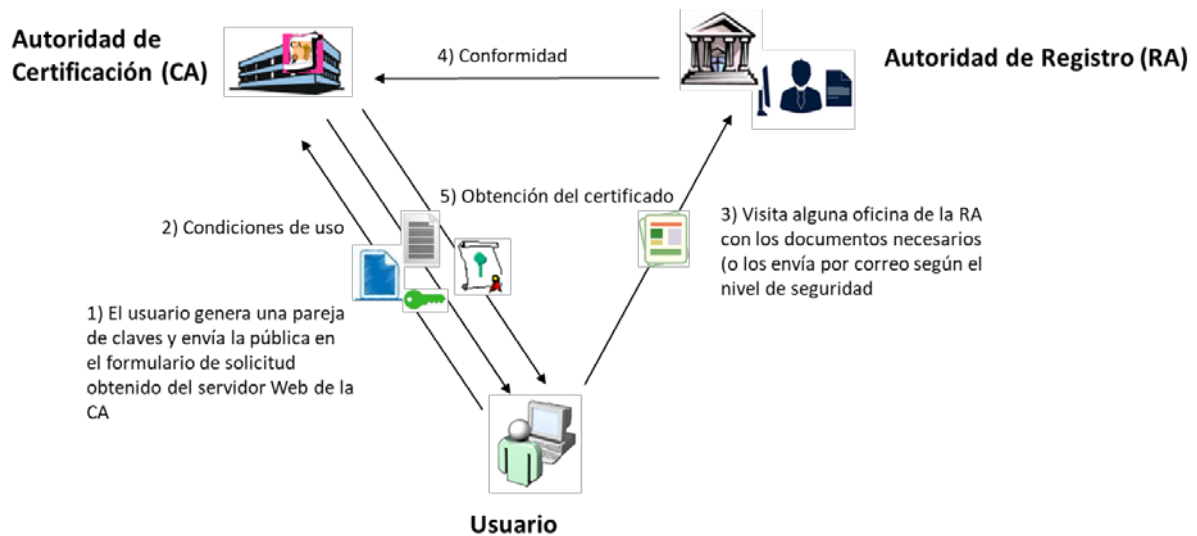 Autoridad de
Certificación (CA)
4) Conformidad
Autoridad de Registro (RA)
5) Obtención del certificado
2) Condiciones de uso
3) Visita alguna oficina de la RA
con los documentos necesarios
(o los envía por correo según el
nivel de seguridad
1) El usuario genera una pareja
de claves y envía la pública en
el formulario de solicitud
obtenido del servidor Web de la
CA
Usuario